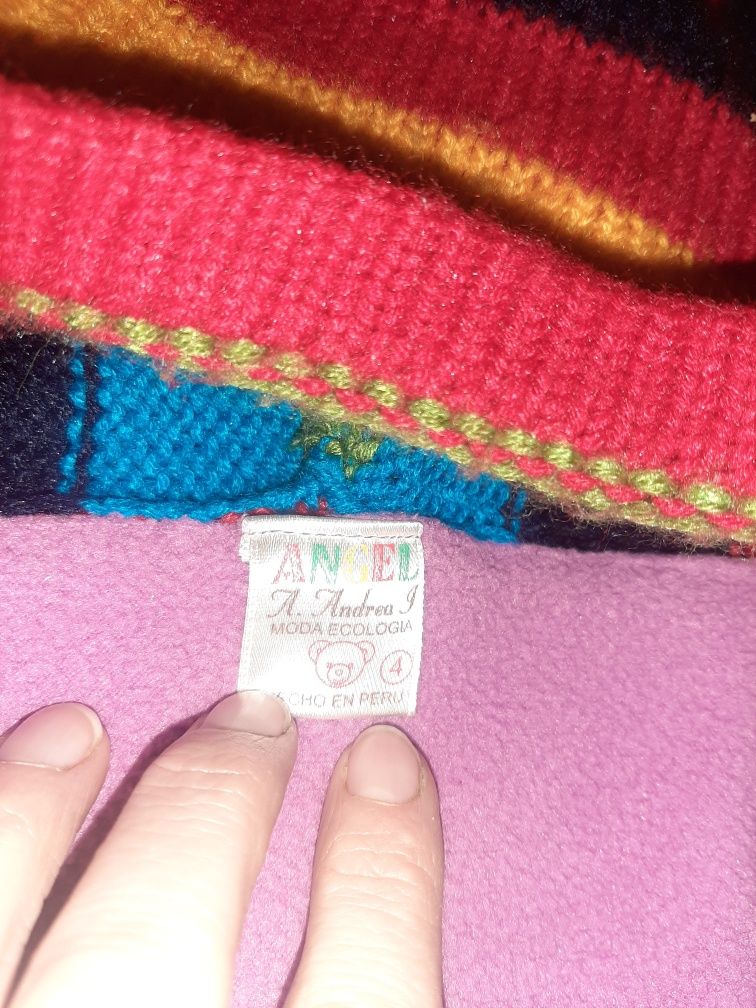 ANGEL
A. Andrea J
MODA ECOLOGIA
4
CHO EN PERU